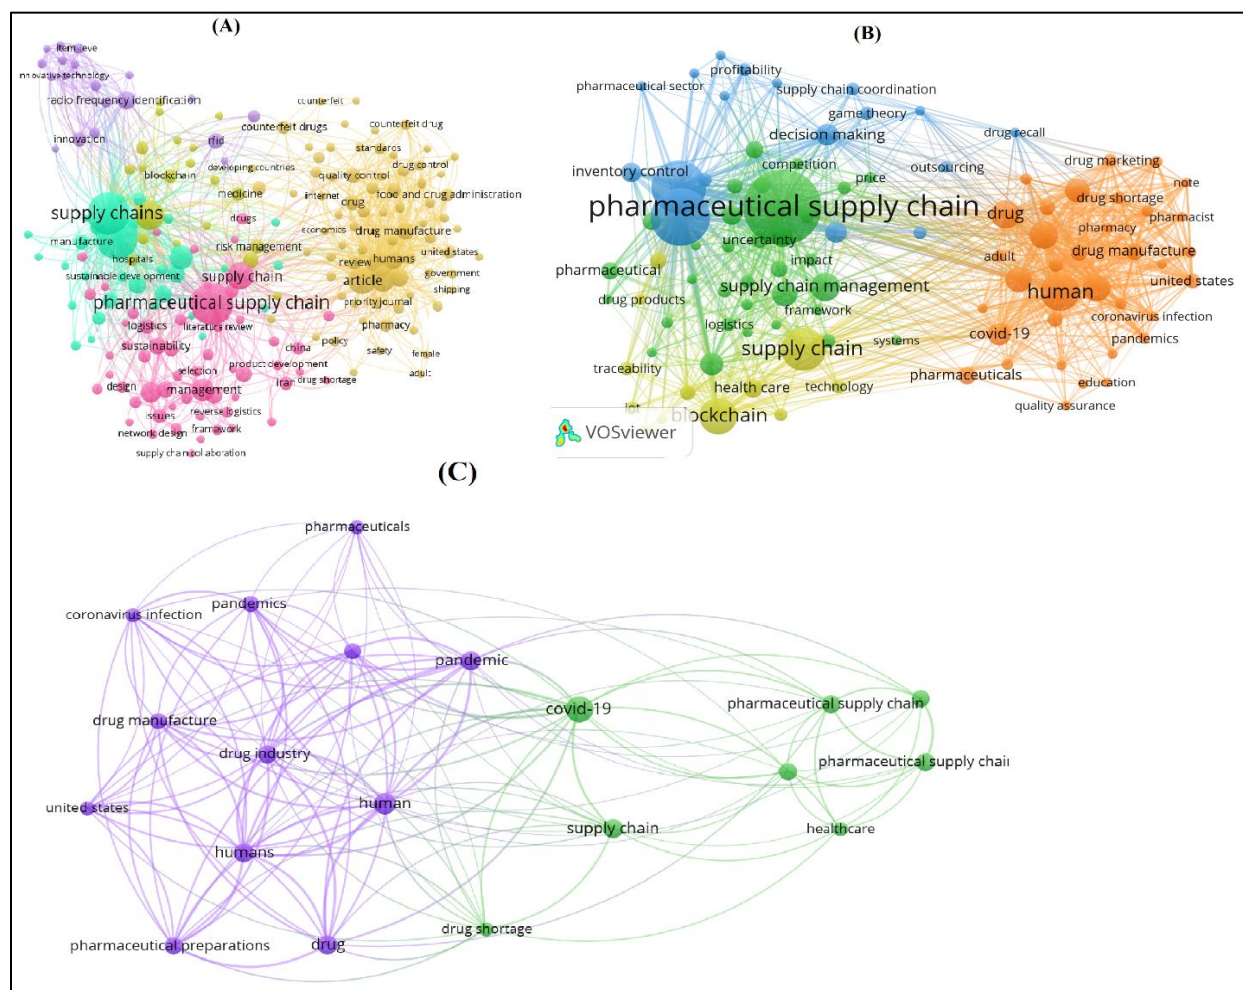 (A)
item leve
innovative technology
radio frequency identification
innovation
counterfeit
counterfeit drugs
counterfeit drug
rfid
standards
drug control
developing countries
blockchain
quality control
medicine
internet
food and drug administration
drug
supply chains
drugs
economics
drug manufacture
manufacture
risk management
hospitals
humans
united states
review
sustainable development
supply chain
article
government
shipping
pharmaceutical supply chain
priority journal
logistics
literature review
pharmacy
policy
sustainability
china
safety
female
selection
product development
adult
design
management
iran
drug shortage
issues
reverse logistics
network design
framework
supply chain collaboration
(B)
profitability
pharmaceutical sector
supply chain coordination
game theory
decision making
drug recall
competition
drug marketing
inventory control
outsourcing
price
note
drug shortage
pharmaceutical supply chain
drug
pharmacist
pharmacy
uncertainty
drug manufacture
impact
adult
pharmaceutical
united states
supply chain management
human
drug products
framework
coronavirus infection
logistics
covid-19
pandemics
supply chain
systems
traceability
pharmaceuticals
health care
technology
education
iot
blockchain
quality assurance
VOSviewer
(C)
pharmaceuticals
coronavirus infection
pandemics
pandemic
covid-19
pharmaceutical supply chain
drug manufacture
drug industry
pharmaceutical supply chain
united states
human
supply chain
healthcare
humans
drug shortage
pharmaceutical preparations
drug